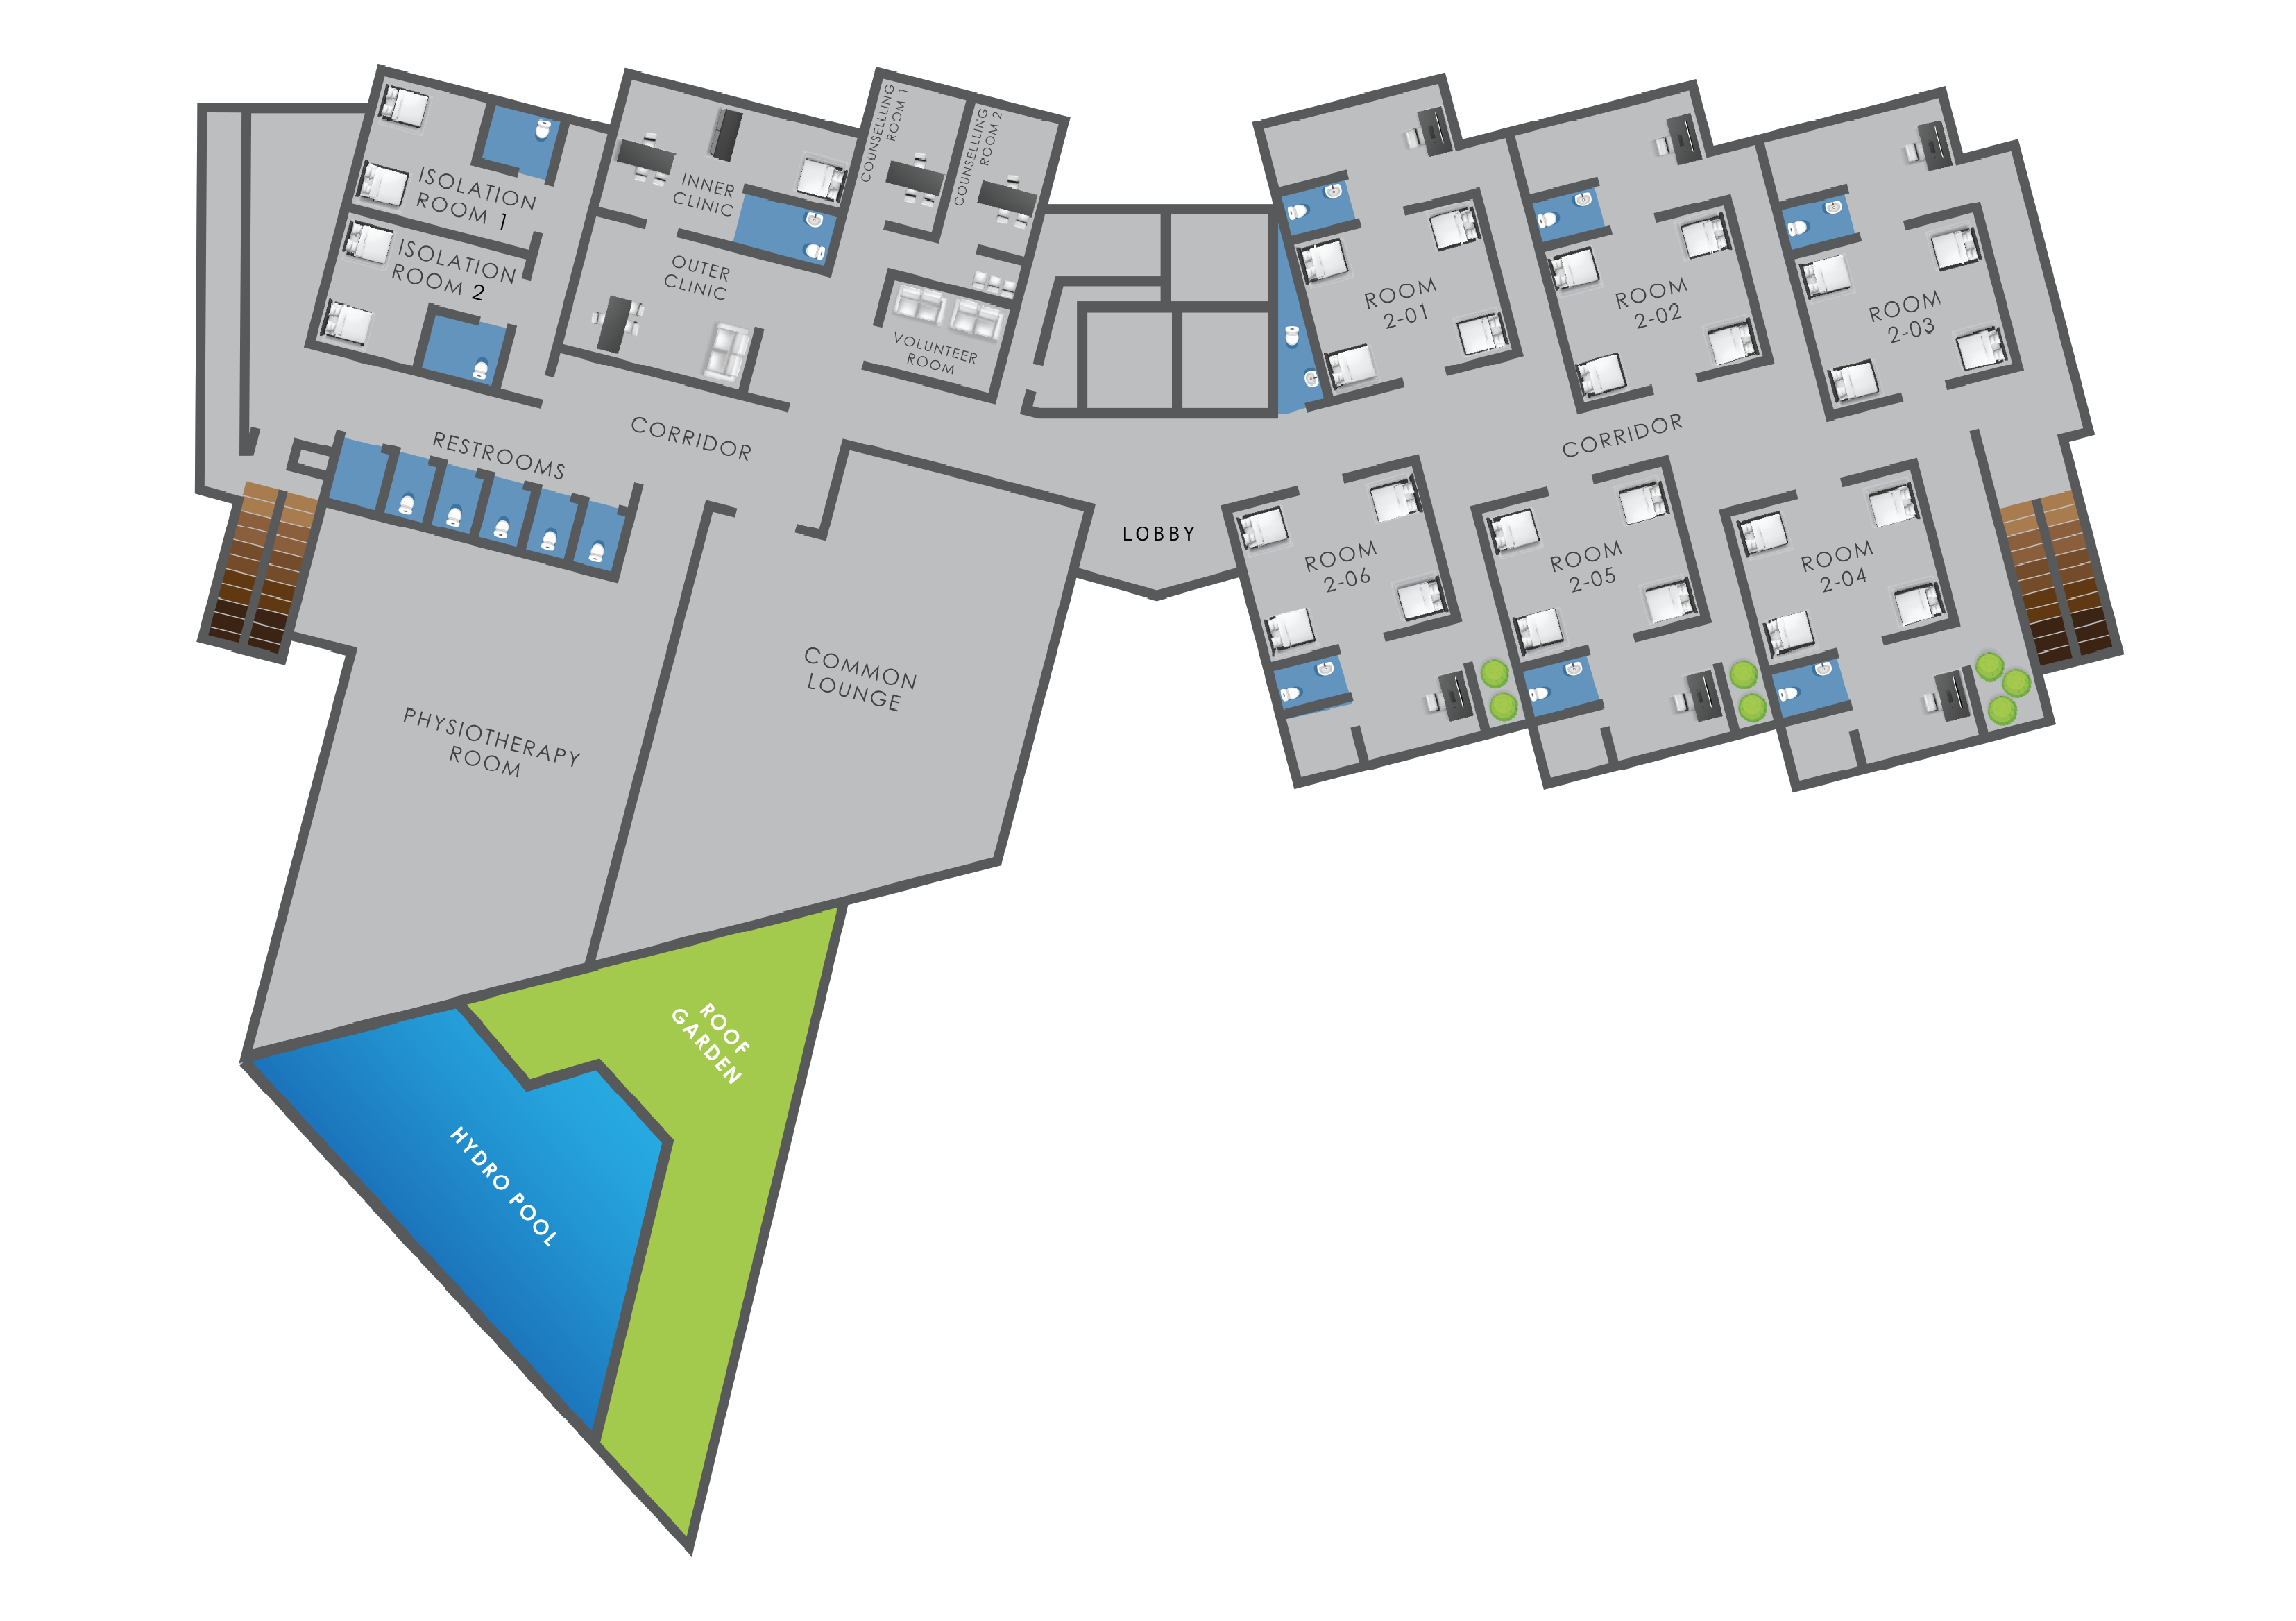 ISOLATION
ROOM 1
ISOLATION
ROOM 2
INNER
CLINIC
OUTER
CLINIC
COUNSELLLING
ROOM 1
COUNSELLLING
ROOM 2
VOLUNTEER
ROOM
RESTROOMS
CORRIDOR
LOBBY
ROOM
2-01
ROOM
2-02
ROOM
2-03
CORRIDOR
ROOM
2-06
ROOM
2-05
ROOM
2-04
PHYSIOTHERAPY
ROOM
COMMON
LOUNGE
ROOF
GARDEN
HYDRO POOL